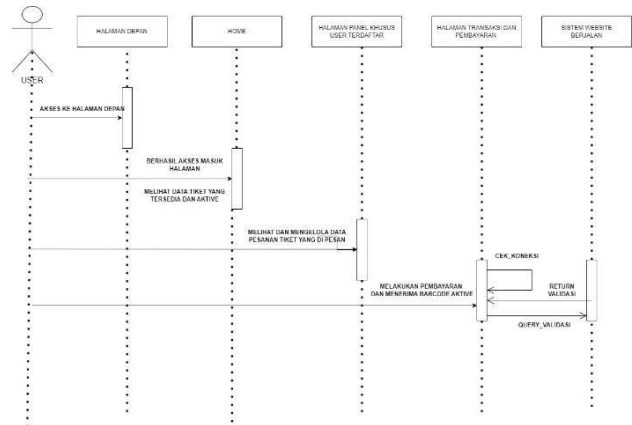 HALAMAN DEPAN
HOME
HALAMAN PANEL KHUSUS
USER TERDAFTAR
HALAMAN TRANSAKSI DAN
PEMBAYARAN
SISTEM WEBSITE
BERJALAN
USER
AKSES KE HALAMAN DEPAN
BERHASIL AKSES MASUK
HALAMAN
MELIHAT DATA TIKET YANG
TERSEDIA DAN AKTIVE
MELIHAT DAN MENGELOLA DATA
PESANAN TIKET YANG DI PESAN
CEK_KONEKSI
MELAKUKAN PEMBAYARAN
DAN MENERIMA BARCODE AKTIVE
RETURN
VALIDASI
QUERY_VALIDASI